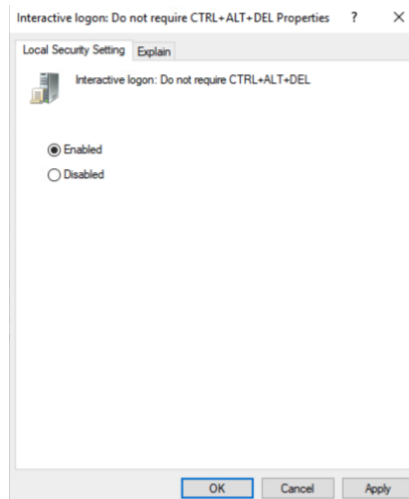 Interactive logon: Do not require CTRL+ALT+DEL Properties ? ×
Local Security Setting Explain
Interactive logon: Do not require CTRL+ALT+DEL
Enabled
Disabled
OK Cancel Apply